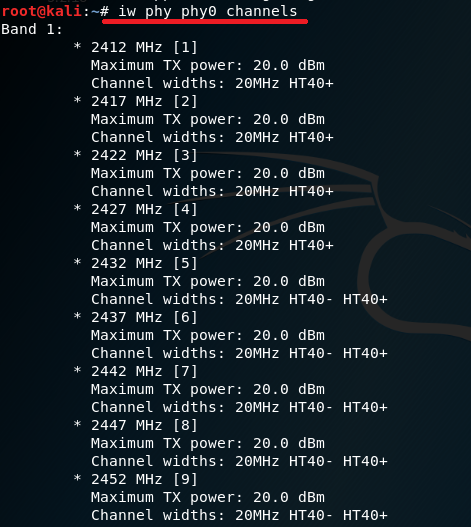 root@kali:~# iw phy phy0 channels
Band 1:
* 2412 MHz [1]
Maximum TX power: 20.0 dBm
Channel widths: 20MHz HT40+
* 2417 MHz [2]
Maximum TX power: 20.0 dBm
Channel widths: 20MHz HT40+
* 2422 MHz [3]
Maximum TX power: 20.0 dBm
Channel widths: 20MHz HT40+
* 2427 MHz [4]
Maximum TX power: 20.0 dBm
Channel widths: 20MHz HT40+
* 2432 MHz [5]
Maximum TX power: 20.0 dBm
Channel widths: 20MHz HT40- HT40+
* 2437 MHz [6]
Maximum TX power: 20.0 dBm
Channel widths: 20MHz HT40- HT40+
* 2442 MHz [7]
Maximum TX power: 20.0 dBm
Channel widths: 20MHz HT40- HT40+
* 2447 MHz [8]
Maximum TX power: 20.0 dBm
Channel widths: 20MHz HT40- HT40+
* 2452 MHz [9]
Maximum TX power: 20.0 dBm
Channel widths: 20MHz HT40- HT40+